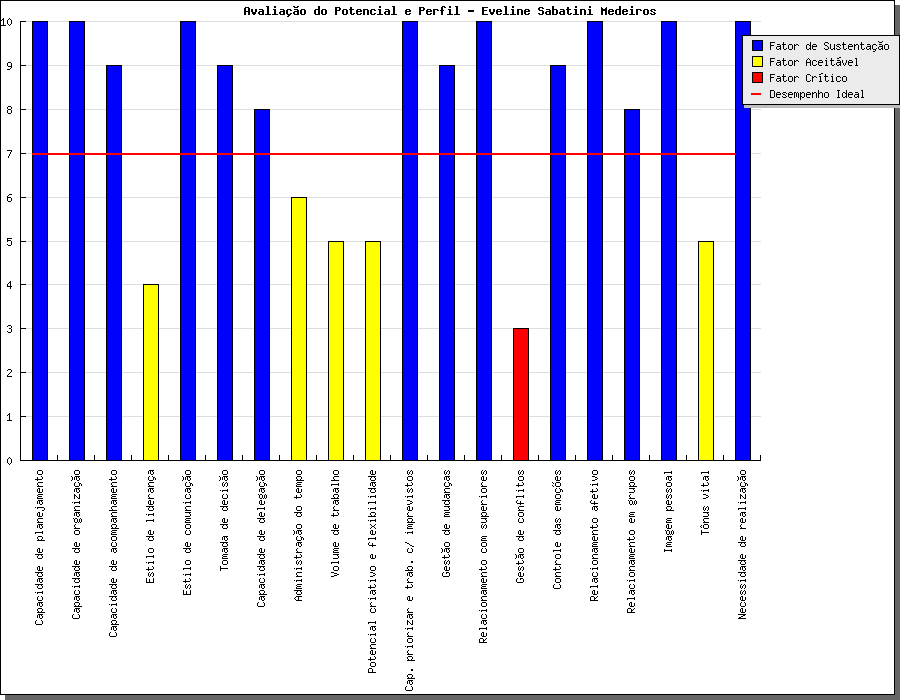 Avaliação do Potencial e Perfil - Eveline Sabatini Medeiros
10
9
8
7
6
5
4
3
2
1
0
Fator de Sustentação
Fator Aceitável
Fator Crítico
Desempenho Ideal
Capacidade de planejamento
Capacidade de organização
Capacidade de acompanhamento
Estilo de liderança
Estilo de comunicação
Tomada de decisão
Capacidade de delegação
Administração do tempo
Volume de trabalho
Potencial criativo e flexibilidade
Cap. priorizar e trab. c/ imprevistos
Gestão de mudanças
Relacionamento com superiores
Gestão de conflitos
Controle das emoções
Relacionamento afetivo
Relacionamento em grupos
Imagem pessoal
Tônus vital
Necessidade de realização